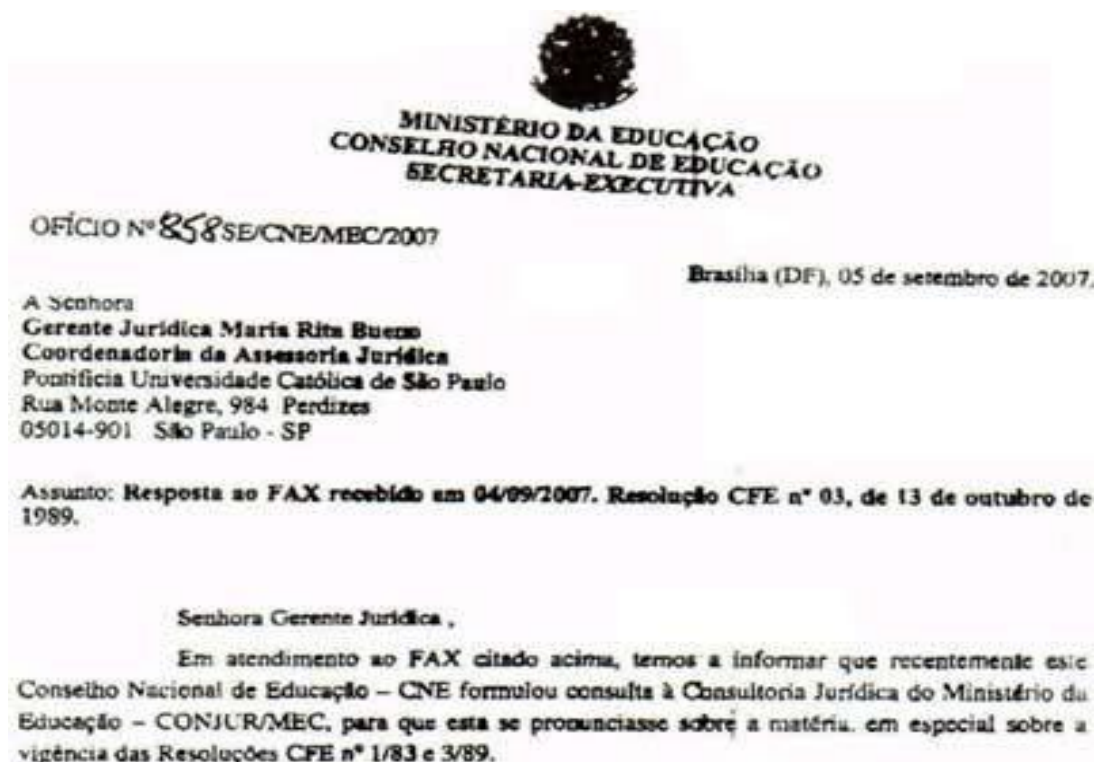 MINISTÉRIO DA EDUCAÇÃO
CONSELHO NACIONAL DE EDUCAÇÃO
SECRETARIA-EXECUTIVA
OFÍCIO Nº 858 SE/CNE/MEC/2007
Brasília (DF), 05 de setembro de 2007.
A Senhora
Gerente Jurídica Maria Rita Bueno
Coordenadoria da Assessoria Jurídica
Pontifícia Universidade Católica de São Paulo
Rua Monte Alegre, 984 Perdizes
05014-901 São Paulo - SP
Assunto: Resposta ao FAX recebido em 04/09/2007. Resolução CFE nº 03, de 13 de outubro de
1989.
Senhora Gerente Jurídica ,
Em atendimento ao FAX citado acima, temos a informar que recentemente este
Conselho Nacional de Educação – CNE formulou consulta à Consultoria Jurídica do Ministério da
Educação – CONJUR/MEC, para que esta se pronunciasse sobre a matéria, em especial sobre a
vigência das Resoluções CFE nº 1/83 e 3/89.